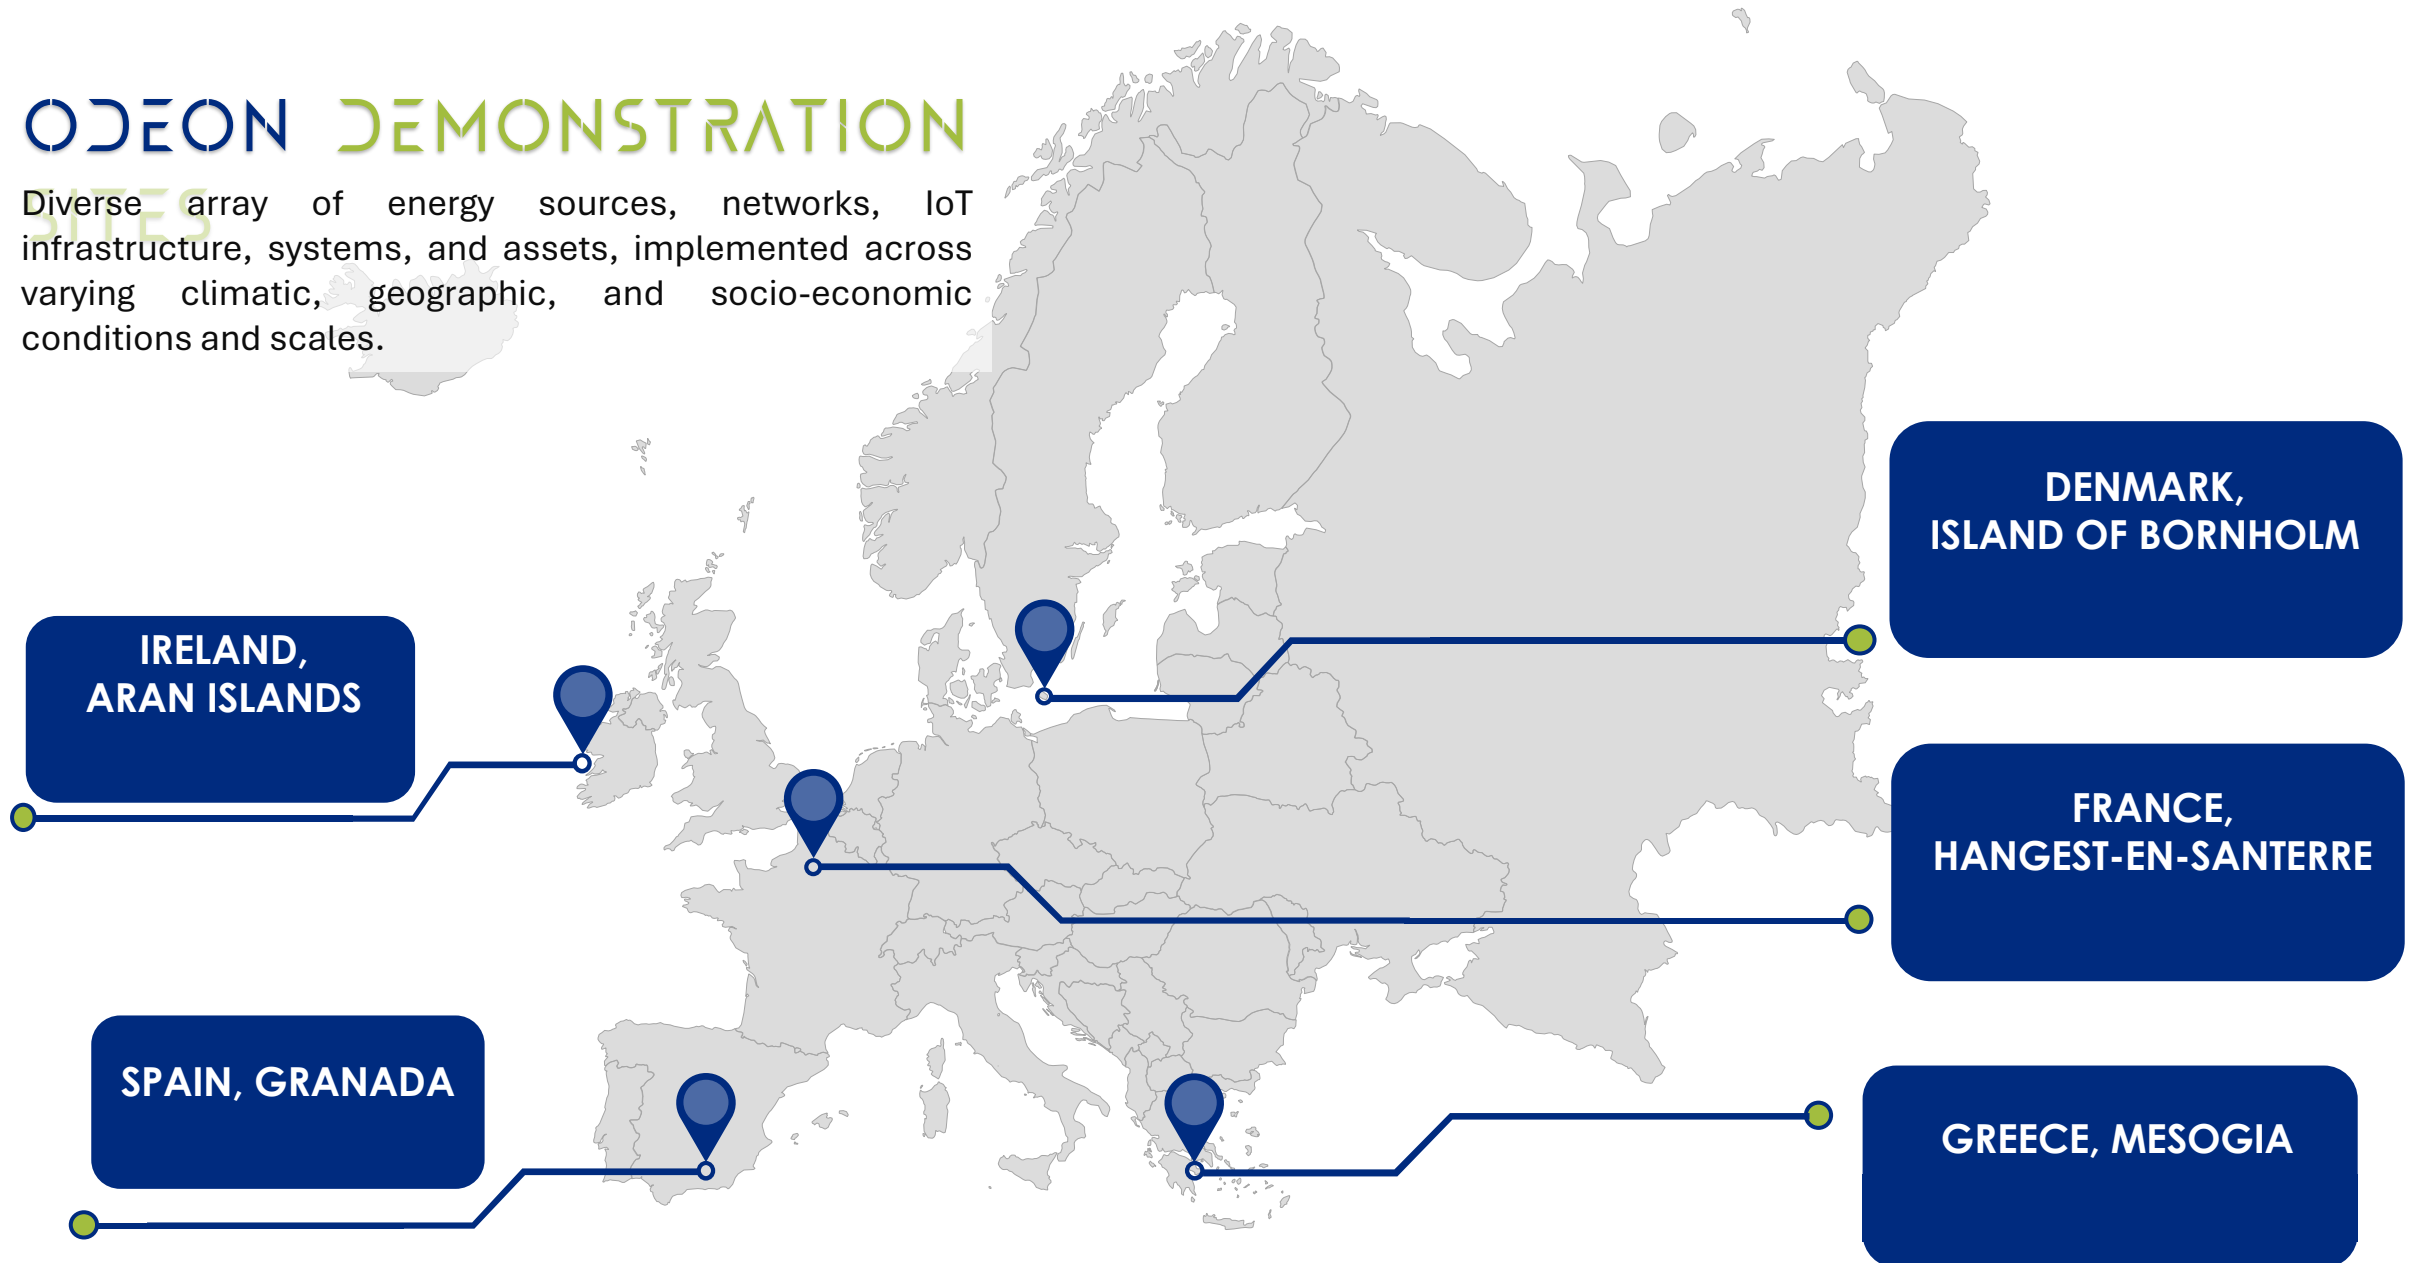 ODEON DEMONSTRATION
SITES
Diverse array of energy sources, networks, IoT
infrastructure, systems, and assets, implemented across
varying climatic, geographic, and socio-economic
conditions and scales.
DENMARK,
ISLAND OF BORNHOLM
IRELAND,
ARAN ISLANDS
FRANCE,
HANGEST-EN-SANTERRE
SPAIN, GRANADA
GREECE, MESOGIA